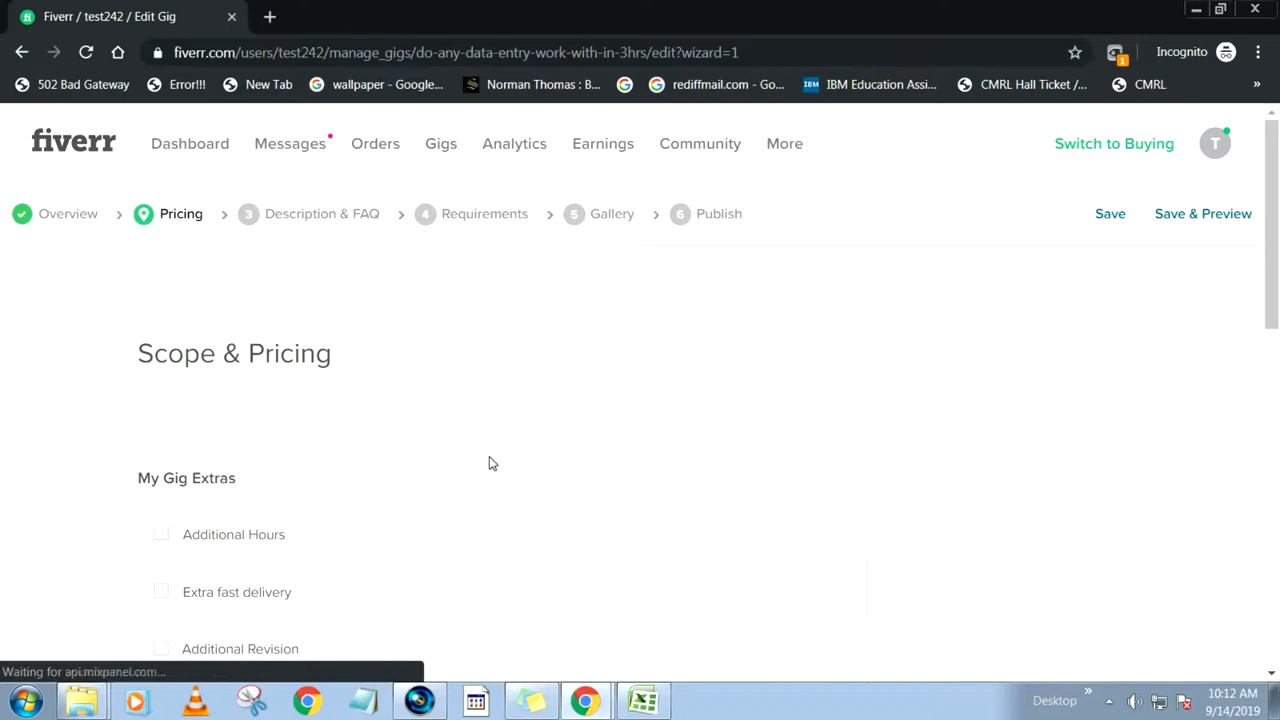 Fiverr / test242 / Edit Gig
fiverr.com/users/test242/manage_gigs/do-any-data-entry-work-with-in-3hrs/edit?wizard=1
1
Incognito
502 Bad Gateway
Error!!!
New Tab
wallpaper - Google...
Norman Thomas : B...
rediffmail.com - Go...
IBM
IBM Education Assi...
CMRL Hall Ticket /...
CMRL
»
fiverr
Dashboard
Messages
Orders
Gigs
Analytics
Earnings
Community
More
Switch to Buying
T
Overview
Pricing
3 Description & FAQ
4 Requirements
5 Gallery
6 Publish
Save
Save & Preview
Scope & Pricing
My Gig Extras
Additional Hours
Extra fast delivery
Additional Revision
Waiting for api.mixpanel.com...
Desktop
»
10:12 AM
9/14/2019